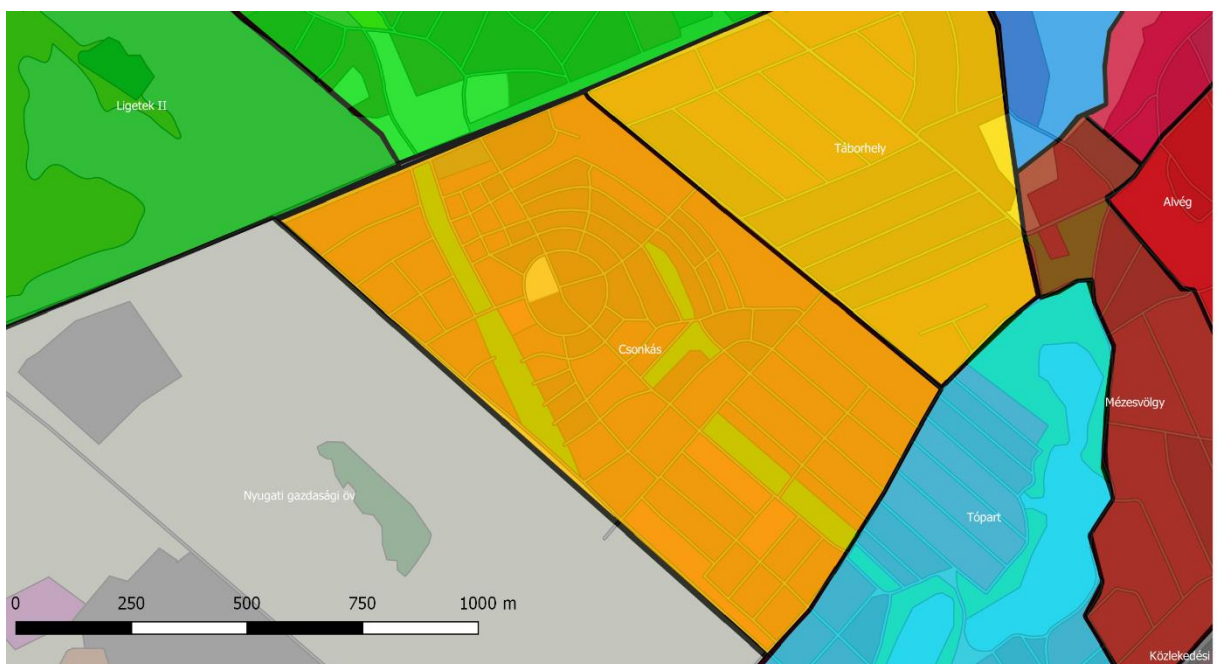 Ligetek II
Táborhely
Alvég
Csonkás
Mézesvölgy
Nyugati gazdasági öv
Tópart
0 250 500 750 1000 m
Közlekedési